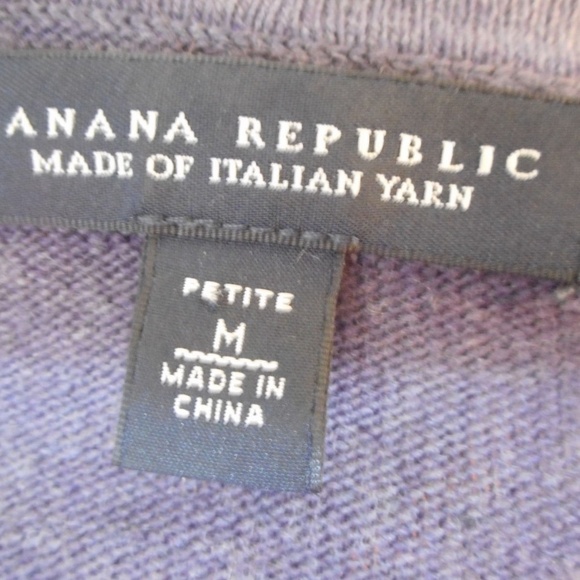 ANANA REPUBLIC
MADE OF ITALIAN YARN
PETITE
M
MADE IN
CHINA